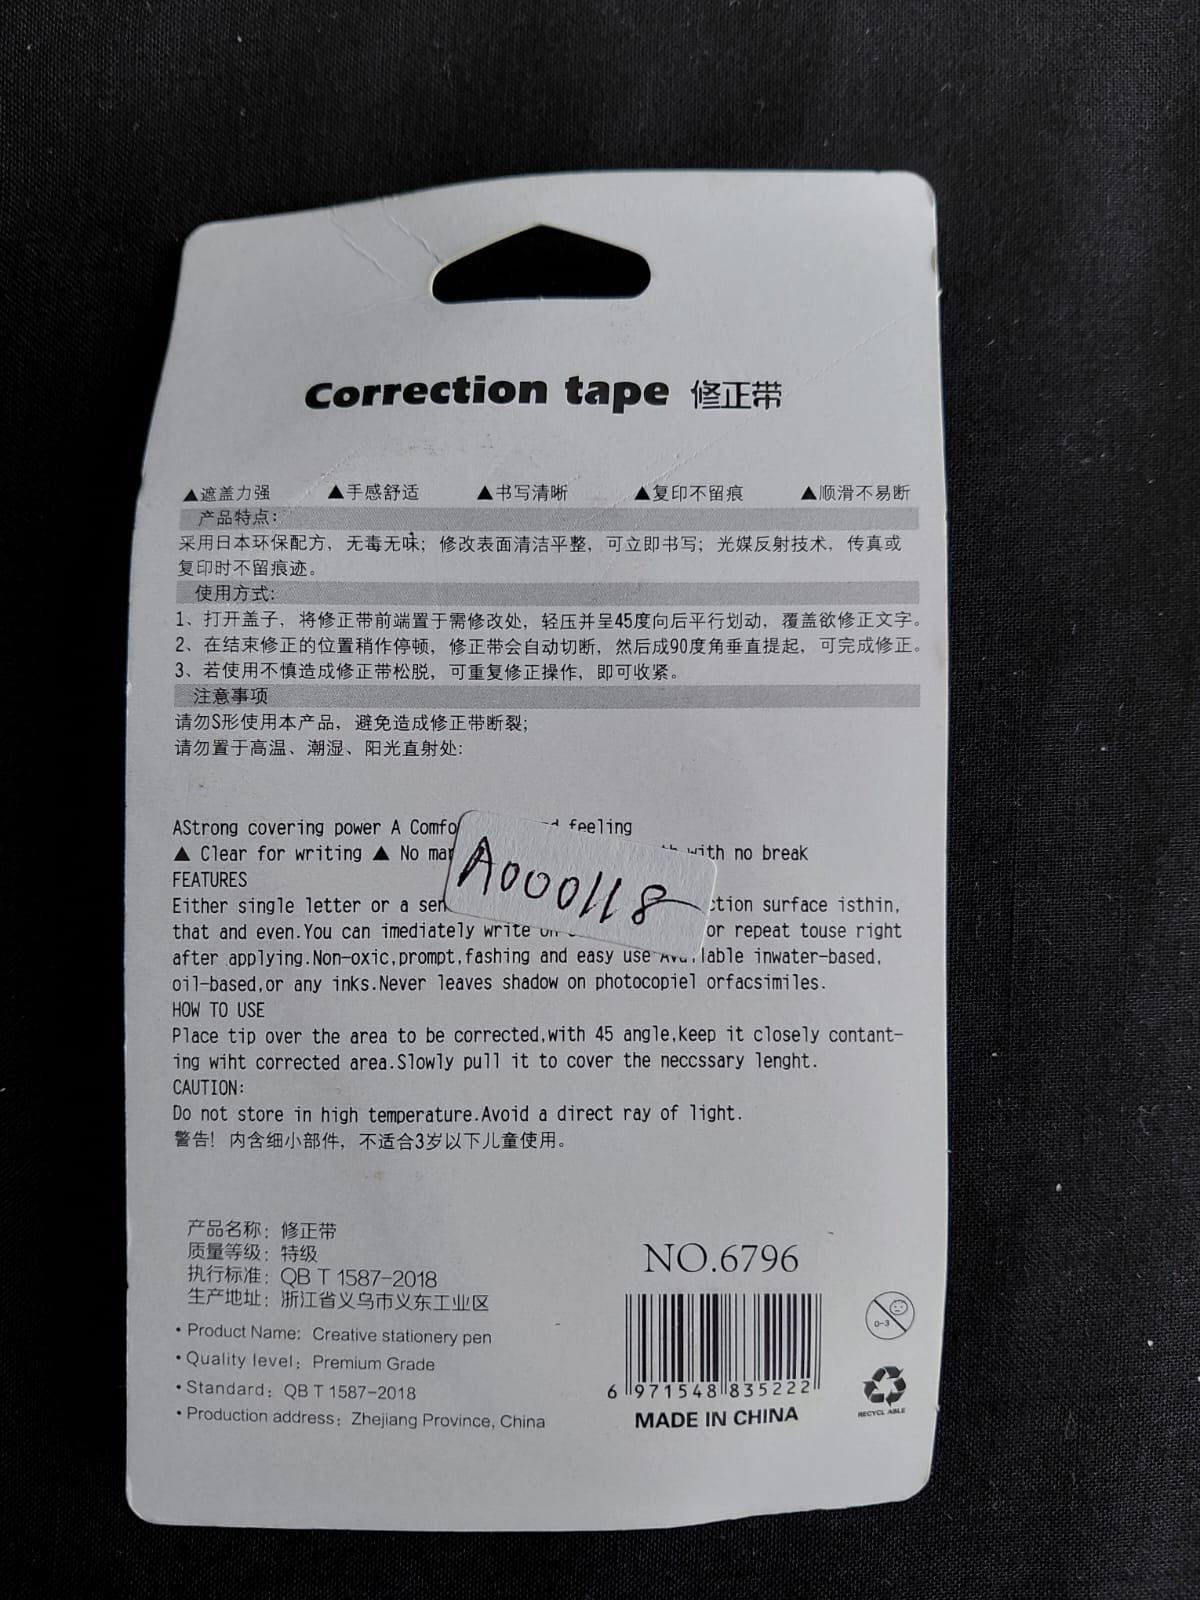 Correction tape 修正带
▲遮盖力强 ▲手感舒适 ▲书写清晰 ▲复印不留痕 ▲顺滑不易断
产品特点:
采用日本环保配方, 无毒无味; 修改表面清洁平整, 可立即书写; 光媒反射技术, 传真或
复印时不留痕迹。
使用方式:
1、打开盖子, 将修正带前端置于需修改处, 轻压并呈45度向后平行划动, 覆盖欲修正文字。
2、在结束修正的位置稍作停顿, 修正带会自动切断, 然后成90度角垂直提起, 可完成修正。
3、若使用不慎造成修正带松脱, 可重复修正操作, 即可收紧。
注意事项
请勿S形使用本产品, 避免造成修正带断裂;
请勿置于高温、潮湿、阳光直射处:
AStrong covering power A feeling
▲ Clear for writing ▲ No with no break
A000118
FEATURES
Either single letter or a surface isthin,
that and even.You can imediately write or repeat touse right
after applying.Non-oxic,prompt,fashing and easy use inwater-based,
oil-based,or any inks.Never leaves shadow on photocopiel orfacsimiles.
HOW TO USE
Place tip over the area to be corrected,with 45 angle,Keep it closely contant-
ing wiht corrected area.Slowly pull it to cover the neccssary lenght.
CAUTION:
Do not store in high temperature.Avoid a direct ray of light.
警告! 内含细小部件, 不适合3岁以下儿童使用。
产品名称: 修正带
质量等级: 特级
执行标准: QB T 1587-2018
生产地址: 浙江省义乌市义东工业区
• Product Name: Creative stationery pen
• Quality level: Premium Grade
• Standard: QB T 1587-2018
• Production address: Zhejiang Province, China
NO.6796
6 971548 835222
MADE IN CHINA
0-3
RECYCL ABLE